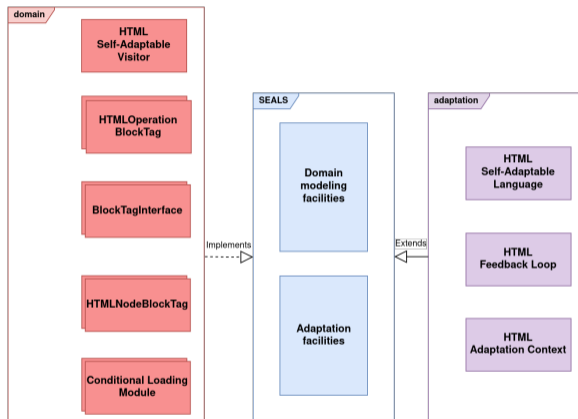 domain
HTML
Self-Adaptable
Visitor
HTMLOperation
BlockTag
BlockTagInterface
HTMLNodeBlockTag
Conditional Loading
Module
Implements
SEALS
Domain
modeling
facilities
Adaptation
facilities
Extends
adaptation
HTML
Self-Adaptable
Language
HTML
Feedback Loop
HTML
Adaptation Context